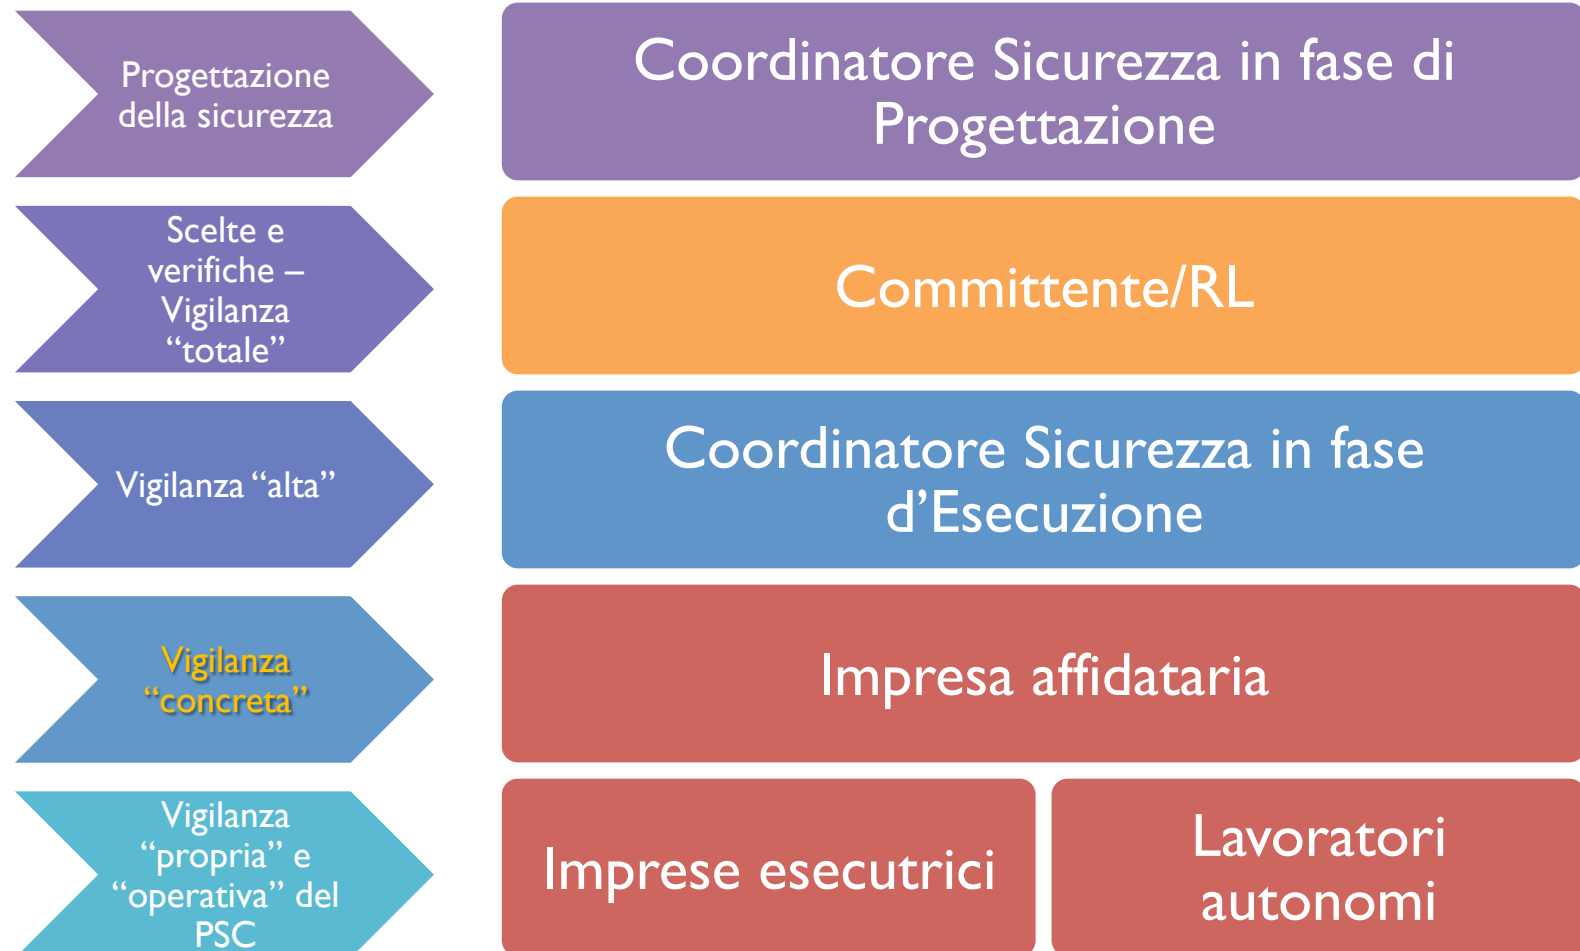 Progettazione
della sicurezza
Coordinatore Sicurezza in fase di
Progettazione
Scelte e
verifiche –
Vigilanza
“totale”
Committente/RL
Vigilanza “alta”
Coordinatore Sicurezza in fase
d’Esecuzione
Vigilanza
“concreta”
Impresa affidataria
Vigilanza
“propria” e
“operativa” del
PSC
Imprese esecutrici
Lavoratori
autonomi